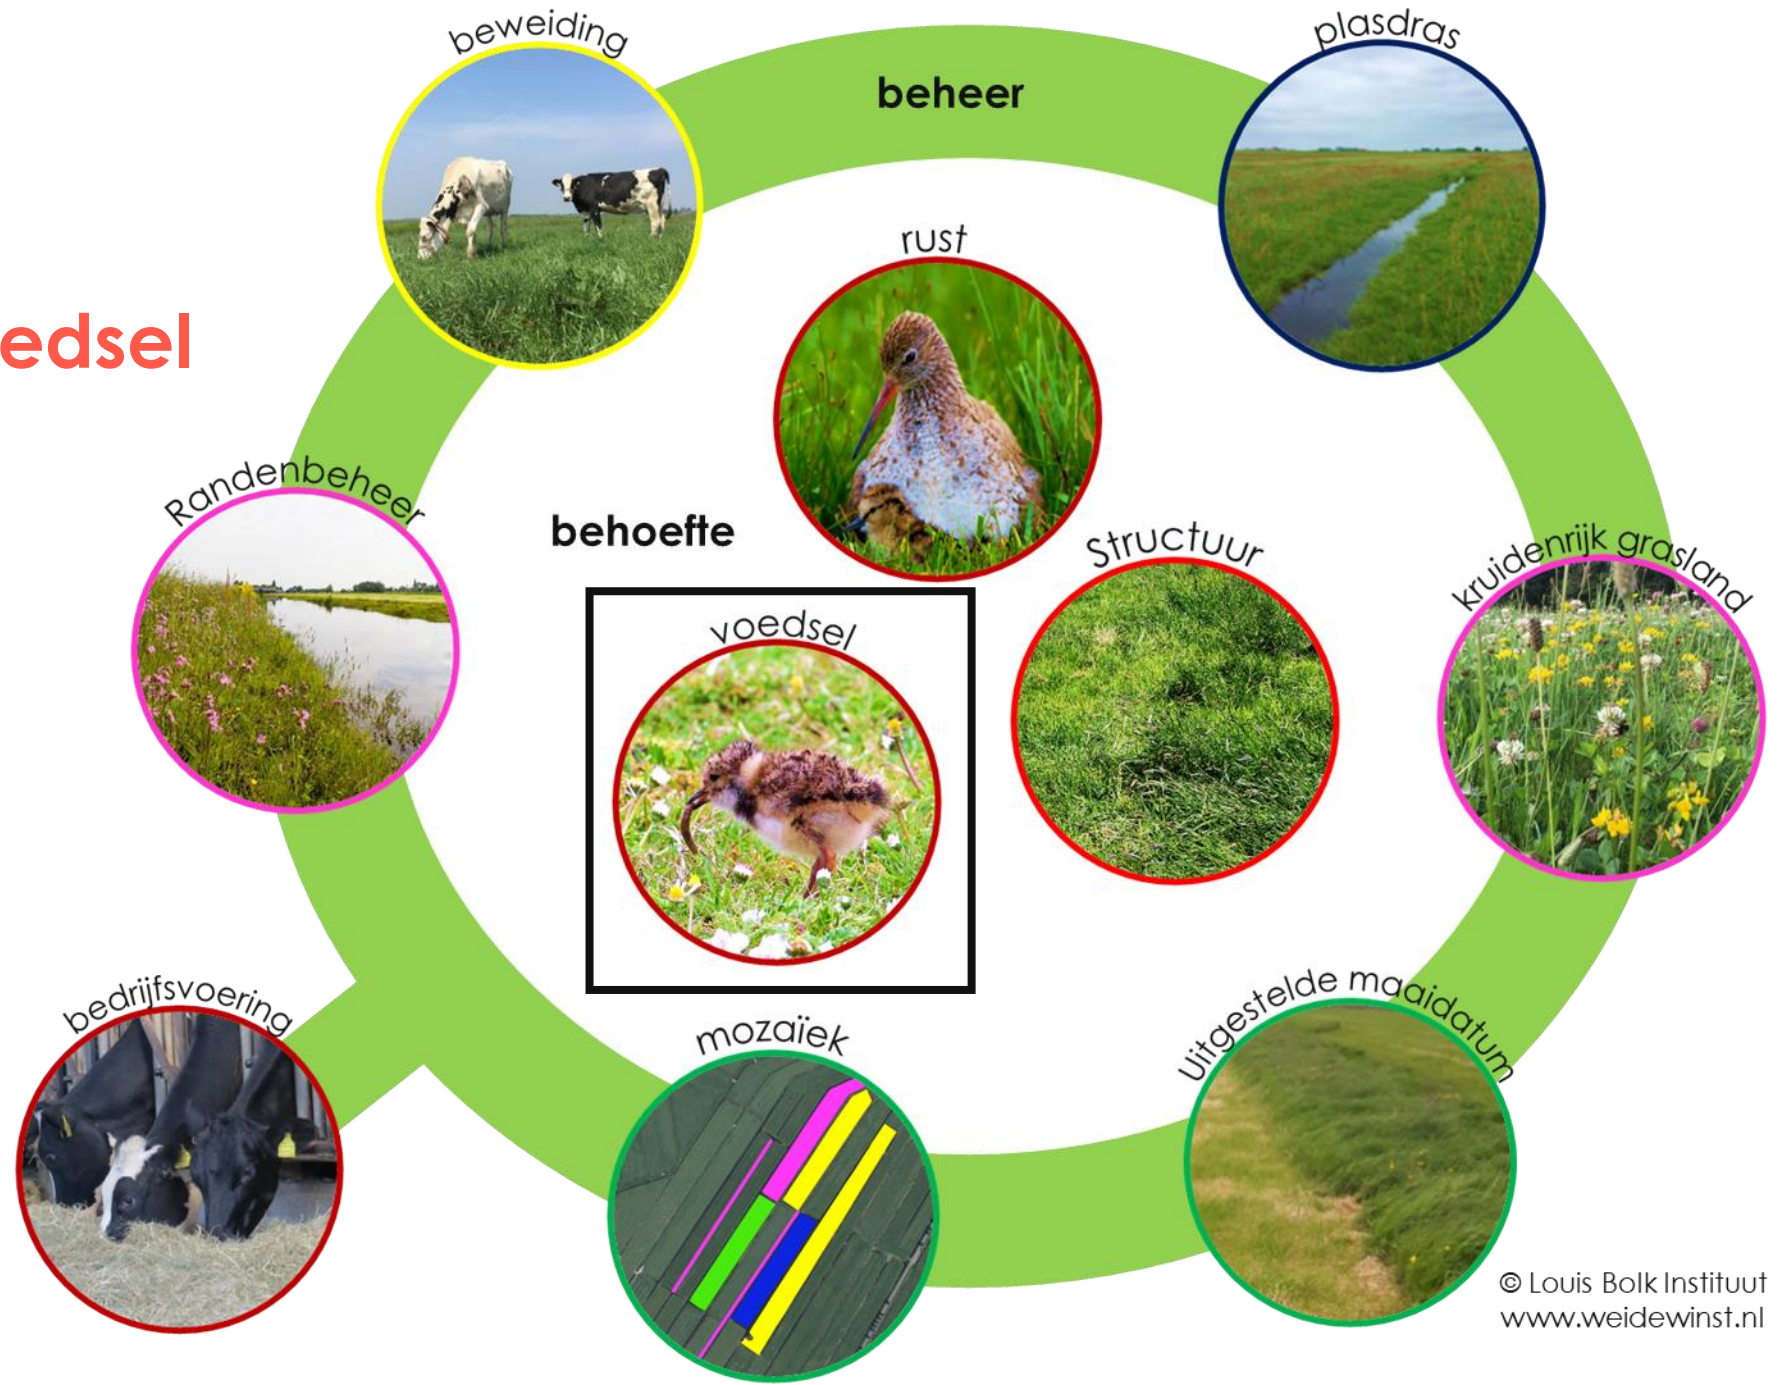 beweiding
plasdras
beheer
rust
edsel
Randenbeheer
behoefte
Structuur
kruidenrijk grasland
voedsel
bedrijfsvoering
mozaïek
Uitgestelde maaidatum
© Louis Bolk Instituut
www.weidewinst.nl